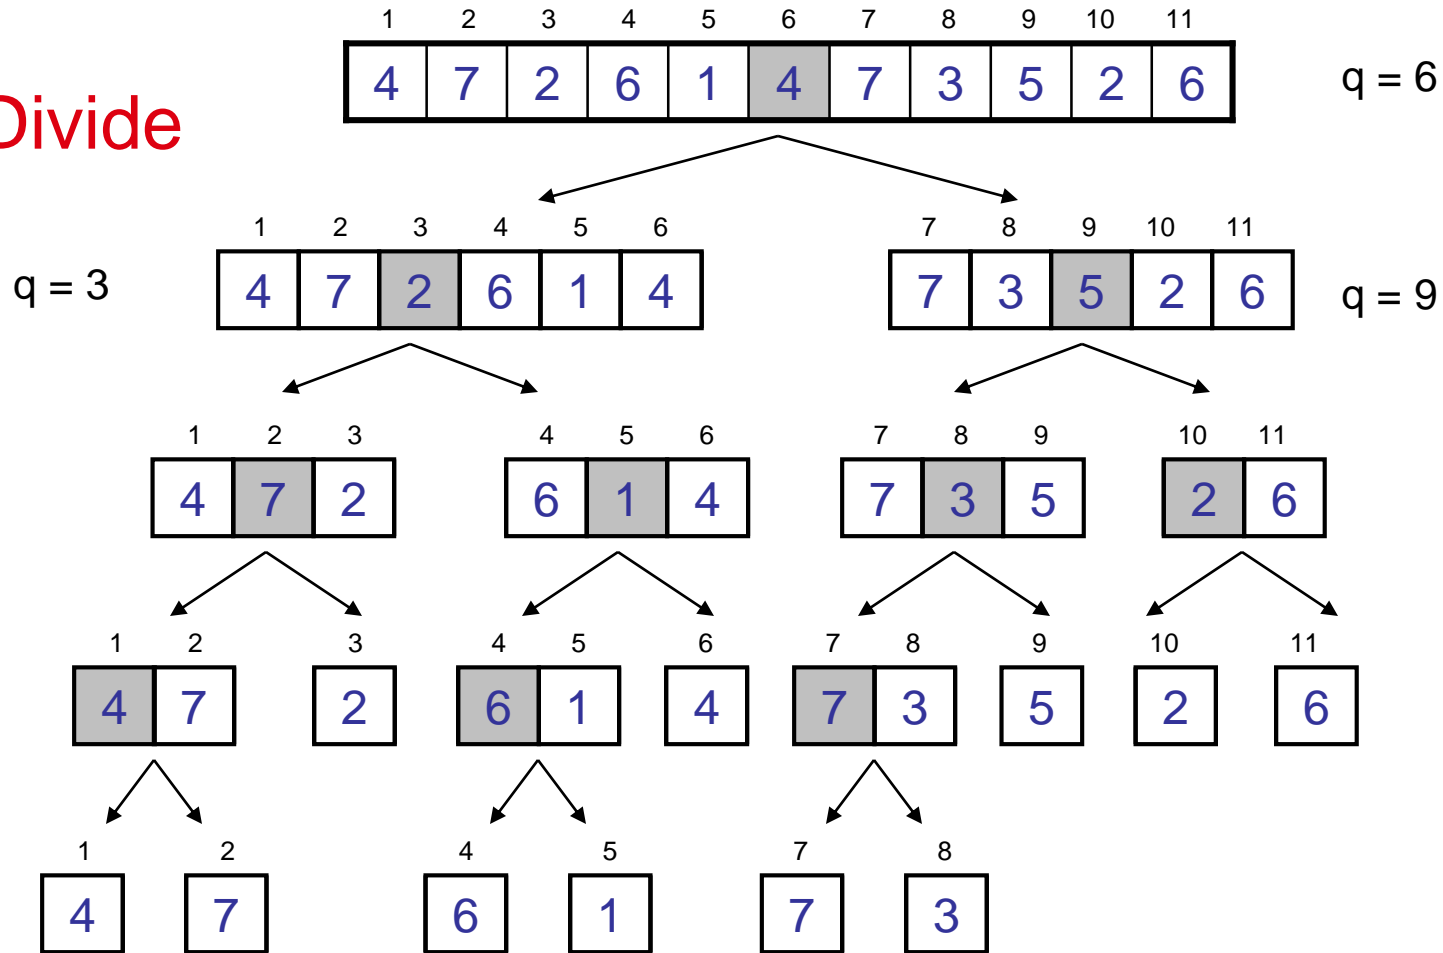 1 2 3 4 5 6 7 8 9 10 11
4 7 2 6 1 4 7 3 5 2 6 q = 6
Divide
1 2 3 4 5 6 7 8 9 10 11
q = 3 4 7 2 6 1 4 7 3 5 2 6 q = 9
1 2 3 4 5 6 7 8 9 10 11
4 7 2 6 1 4 7 3 5 2 6
1 2 3 4 5 6 7 8 9 10 11
4 7 2 6 1 4 7 3 5 2 6
1 2 4 5 7 8
4 7 6 1 7 3